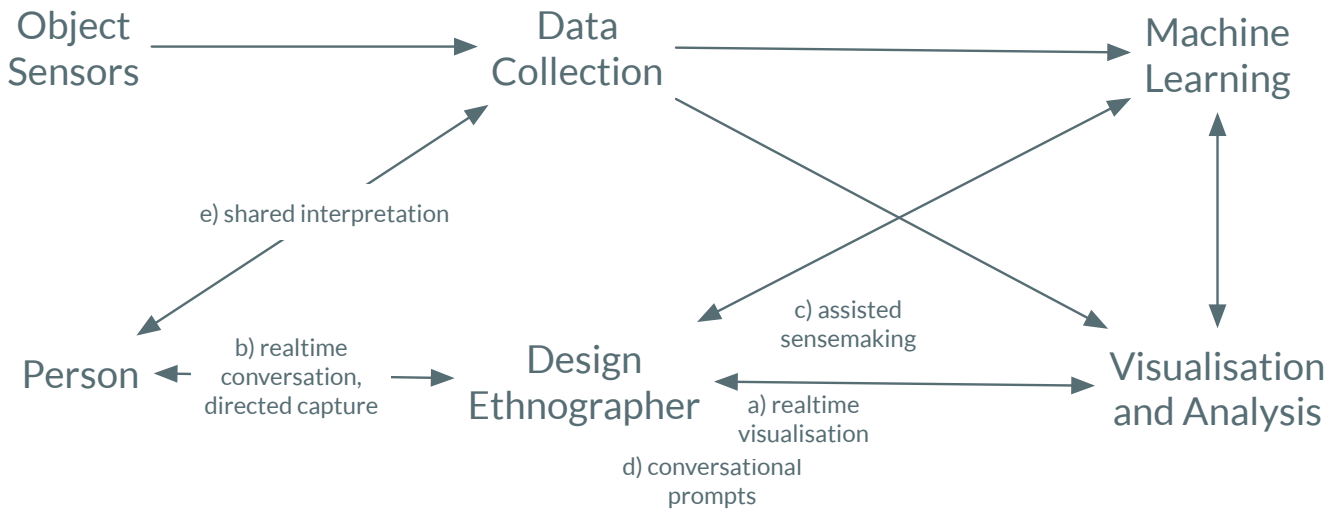 Object
Sensors
Data
Collection
Machine
Learning
e) shared interpretation
Person
b) realtime
conversation,
directed capture
Design
Ethnographer
c) assisted
sensemaking
a) realtime
visualisation
d) conversational
prompts
Visualisation
and Analysis